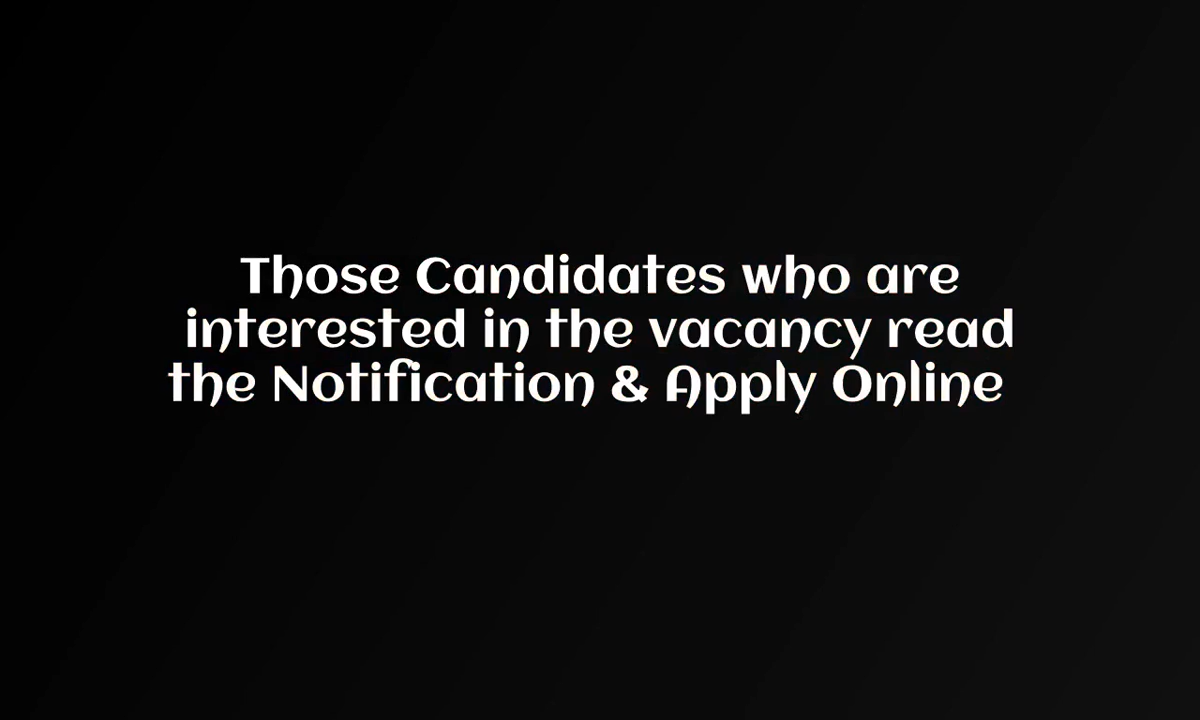 Those Candidates who are
interested in the vacancy read
the Notification & Apply Online